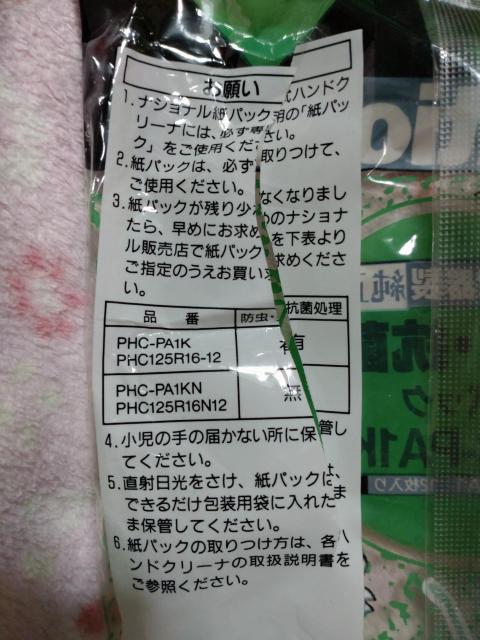 お願い
1. ナショナル紙パック式ハンドク
リーナには、必ず専用の「紙パッ
ク」をご使用ください。
2. 紙パックは、必ず取りつけて、
ご使用ください。
3. 紙パックが残り少なくなりまし
たら、早めにお求めのナショナ
ル販売店で紙パックを下表より
ご指定のうえお買い求めくださ
い。
品 番 防虫・抗菌処理
PHC-PA1K 有
PHC125R16-12
PHC-PA1KN 無
PHC125R16N12
4. 小児の手の届かない所に保管し
てください。
5. 直射日光をさけ、紙パックは、
できるだけ包装用袋に入れたま
ま保管してください。
6. 紙パックの取りつけ方は、各ハ
ンドクリーナの取扱説明書を
ご参照ください。